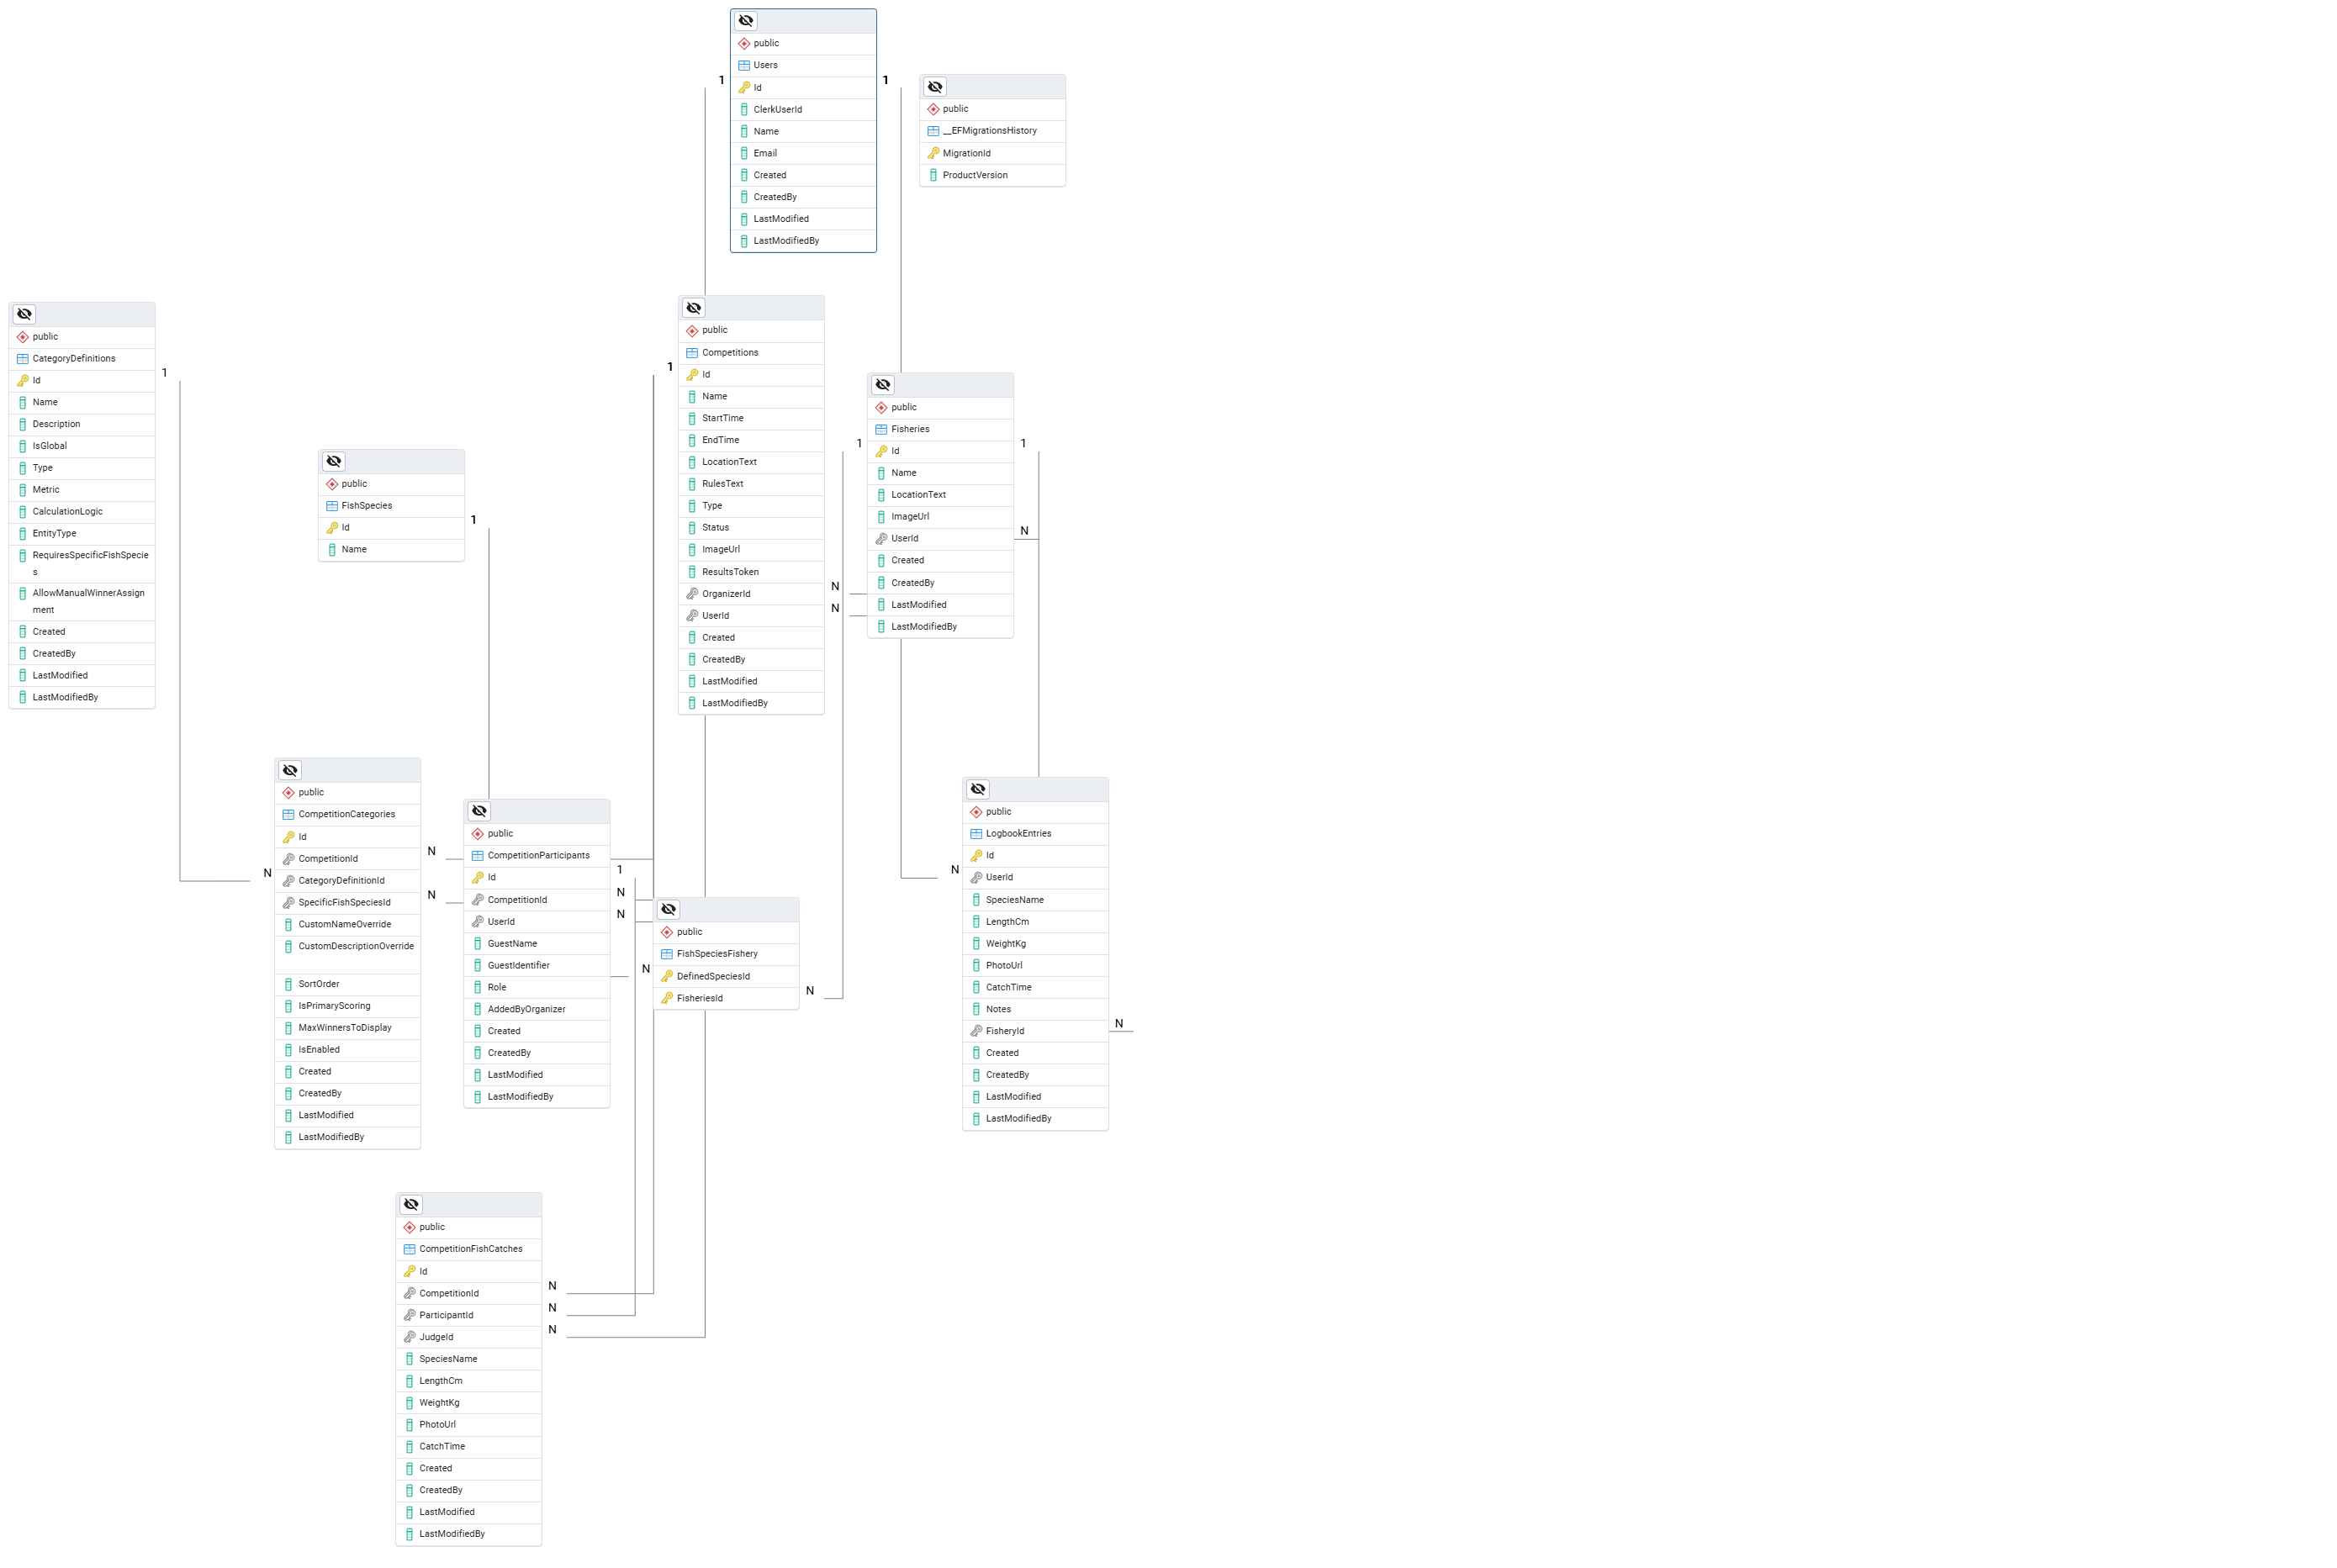 public
Users
Id
ClerkUserId
Name
Email
Created
CreatedBy
LastModified
LastModifiedBy
1
1
public
__EFMigrationsHistory
MigrationId
ProductVersion
public
CategoryDefinitions
Id
Name
Description
IsGlobal
Type
Metric
CalculationLogic
EntityType
RequiresSpecificFishSpecie
s
AllowManualWinnerAssign
ment
Created
CreatedBy
LastModified
LastModifiedBy
1
public
FishSpecies
Id
Name
1
public
Competitions
Id
Name
StartTime
EndTime
LocationText
RulesText
Type
Status
ImageUrl
ResultsToken
OrganizerId
UserId
Created
CreatedBy
LastModified
LastModifiedBy
1
N
N
public
Fisheries
Id
Name
LocationText
ImageUrl
UserId
Created
CreatedBy
LastModified
LastModifiedBy
1
1
N
public
CompetitionCategories
Id
CompetitionId
CategoryDefinitionId
SpecificFishSpeciesId
CustomNameOverride
CustomDescriptionOverride
SortOrder
IsPrimaryScoring
MaxWinnersToDisplay
IsEnabled
Created
CreatedBy
LastModified
LastModifiedBy
N
N
N
public
CompetitionParticipants
Id
CompetitionId
UserId
GuestName
GuestIdentifier
Role
AddedByOrganizer
Created
CreatedBy
LastModified
LastModifiedBy
1
N
N
public
FishSpeciesFishery
DefinedSpeciesId
FisheriesId
N
N
public
LogbookEntries
Id
UserId
SpeciesName
LengthCm
WeightKg
PhotoUrl
CatchTime
Notes
FisheryId
Created
CreatedBy
LastModified
LastModifiedBy
N
N
public
CompetitionFishCatches
Id
CompetitionId
ParticipantId
JudgeId
SpeciesName
LengthCm
WeightKg
PhotoUrl
CatchTime
Created
CreatedBy
LastModified
LastModifiedBy
N
N
N